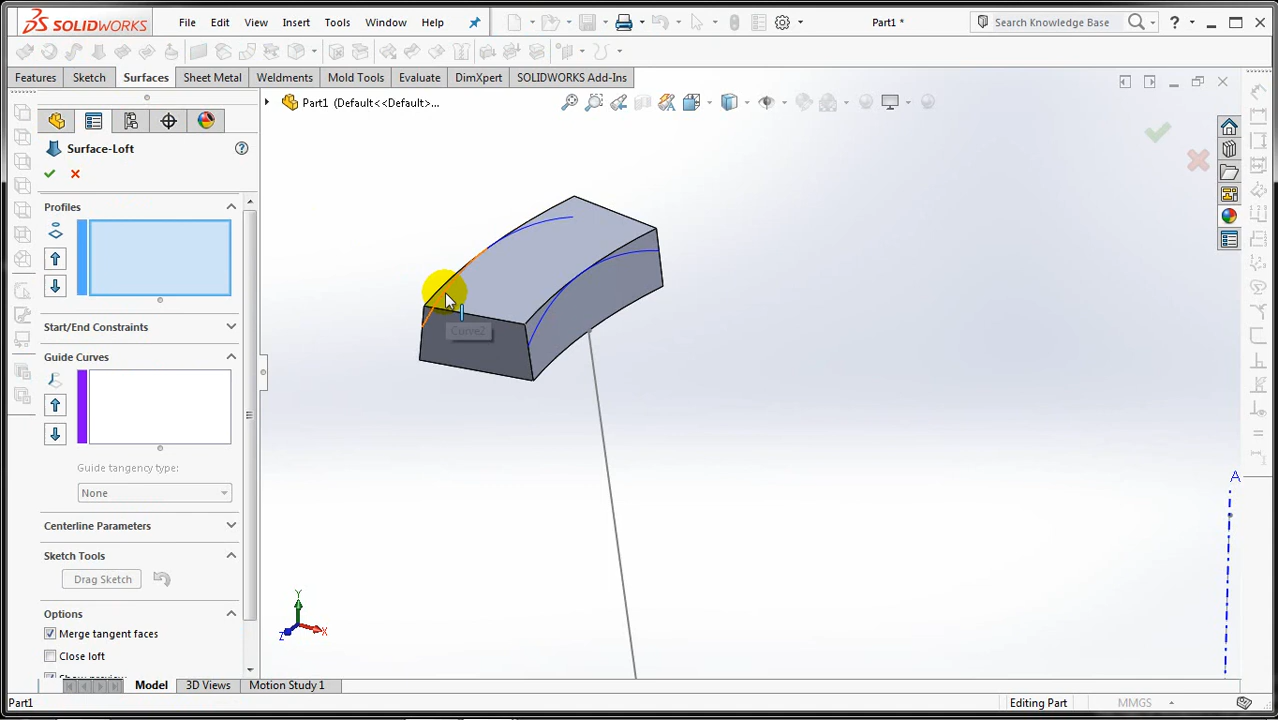 SOLIDWORKS File Edit View Insert Tools Window Help Part1 * Search Knowledge Base ?
Features Sketch Surfaces Sheet Metal Weldments Mold Tools Evaluate DimXpert SOLIDWORKS Add-Ins
Part1 (Default<<Default>...
Surface-Loft
Profiles
Curve2
Start/End Constraints
Guide Curves
Guide tangency type:
None
Centerline Parameters
Sketch Tools
Drag Sketch
Options
Merge tangent faces
Close loft
Show preview
A
Y
X
Z
Model 3D Views Motion Study 1
Part1 Editing Part MMGS